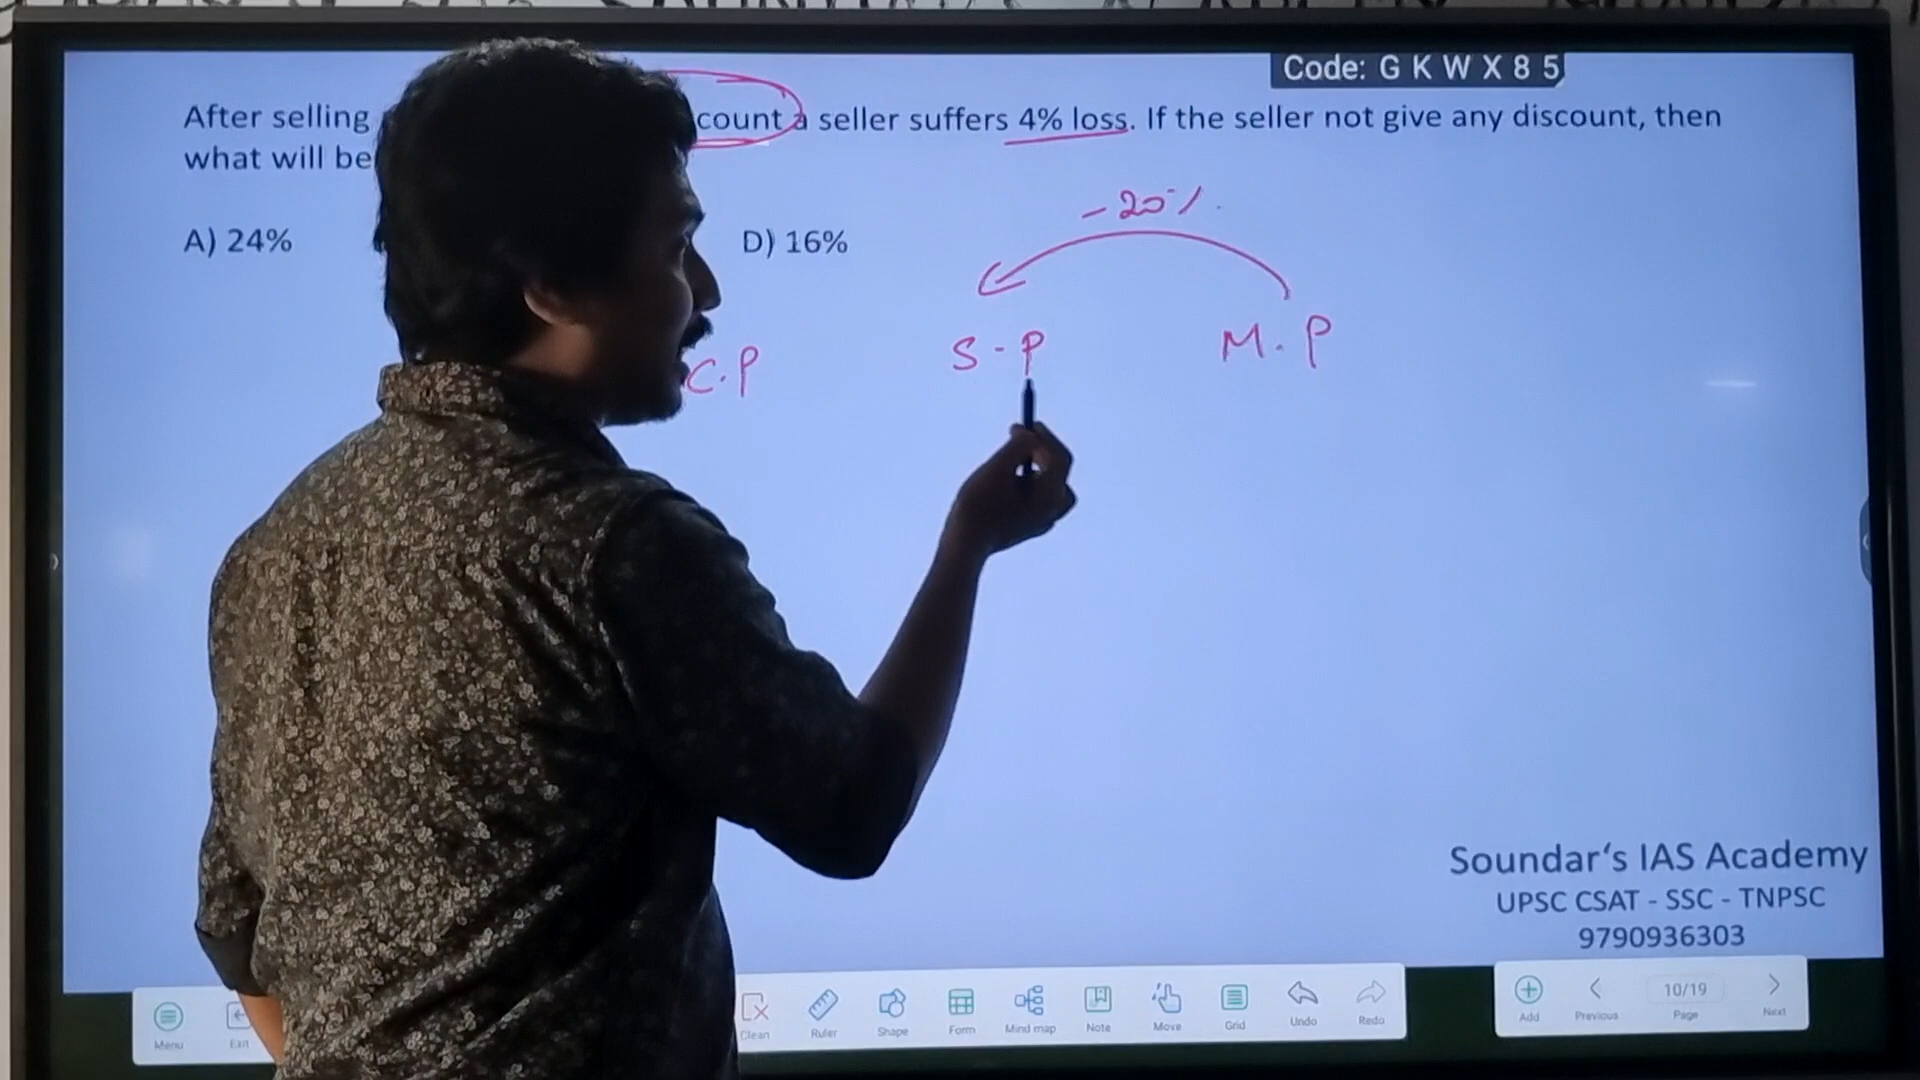 Code: G K W X 8 5
After selling count a seller suffers 4% loss. If the seller not give any discount, then
what will be
A) 24% D) 16%
- 20%
C.P S-P M.P
Soundar's IAS Academy
UPSC CSAT - SSC - TNPSC
9790936303
Menu Exit Clean Ruler Shape Form Mind map Note Move Grid Undo Redo Add Previous 10/19 Page Next